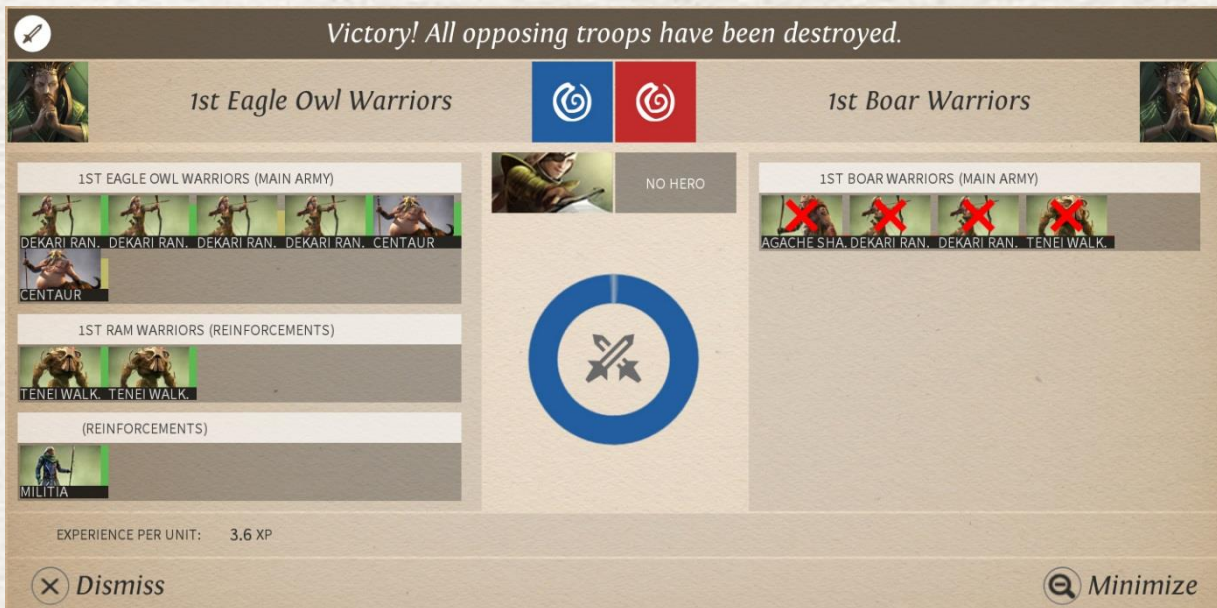 Victory! All opposing troops have been destroyed.
1st Eagle Owl Warriors
1st Boar Warriors
1ST EAGLE OWL WARRIORS (MAIN ARMY)
DEKARI RAN. DEKARI RAN. DEKARI RAN. DEKARI RAN. CENTAUR
CENTAUR
1ST RAM WARRIORS (REINFORCEMENTS)
TENEI WALK. TENEI WALK.
(REINFORCEMENTS)
MILITIA
NO HERO
1ST BOAR WARRIORS (MAIN ARMY)
AGACHE SHA. DEKARI RAN. DEKARI RAN. TENEI WALK.
EXPERIENCE PER UNIT: 3.6 XP
Dismiss
Minimize